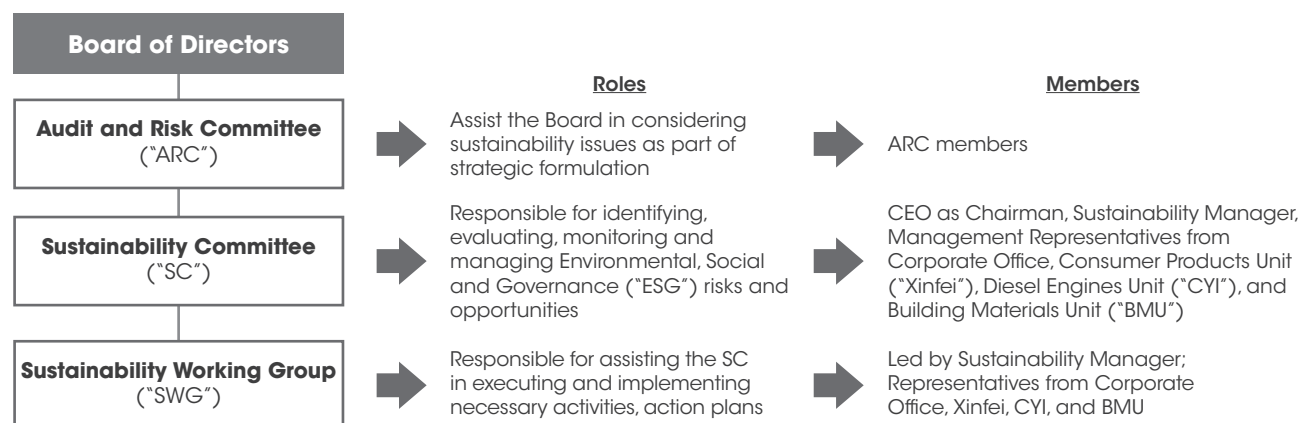 Board of Directors
Roles
Members
Audit and Risk Committee
("ARC")
Assist the Board in considering
sustainability issues as part of
strategic formulation
ARC members
Sustainability Committee
("SC")
Responsible for identifying,
evaluating, monitoring and
managing Environmental, Social
and Governance ("ESG") risks and
opportunities
CEO as Chairman, Sustainability Manager,
Management Representatives from
Corporate Office, Consumer Products Unit
("Xinfei"), Diesel Engines Unit ("CYI"), and
Building Materials Unit ("BMU")
Sustainability Working Group
("SWG")
Responsible for assisting the SC
in executing and implementing
necessary activities, action plans
Led by Sustainability Manager;
Representatives from Corporate
Office, Xinfei, CYI, and BMU